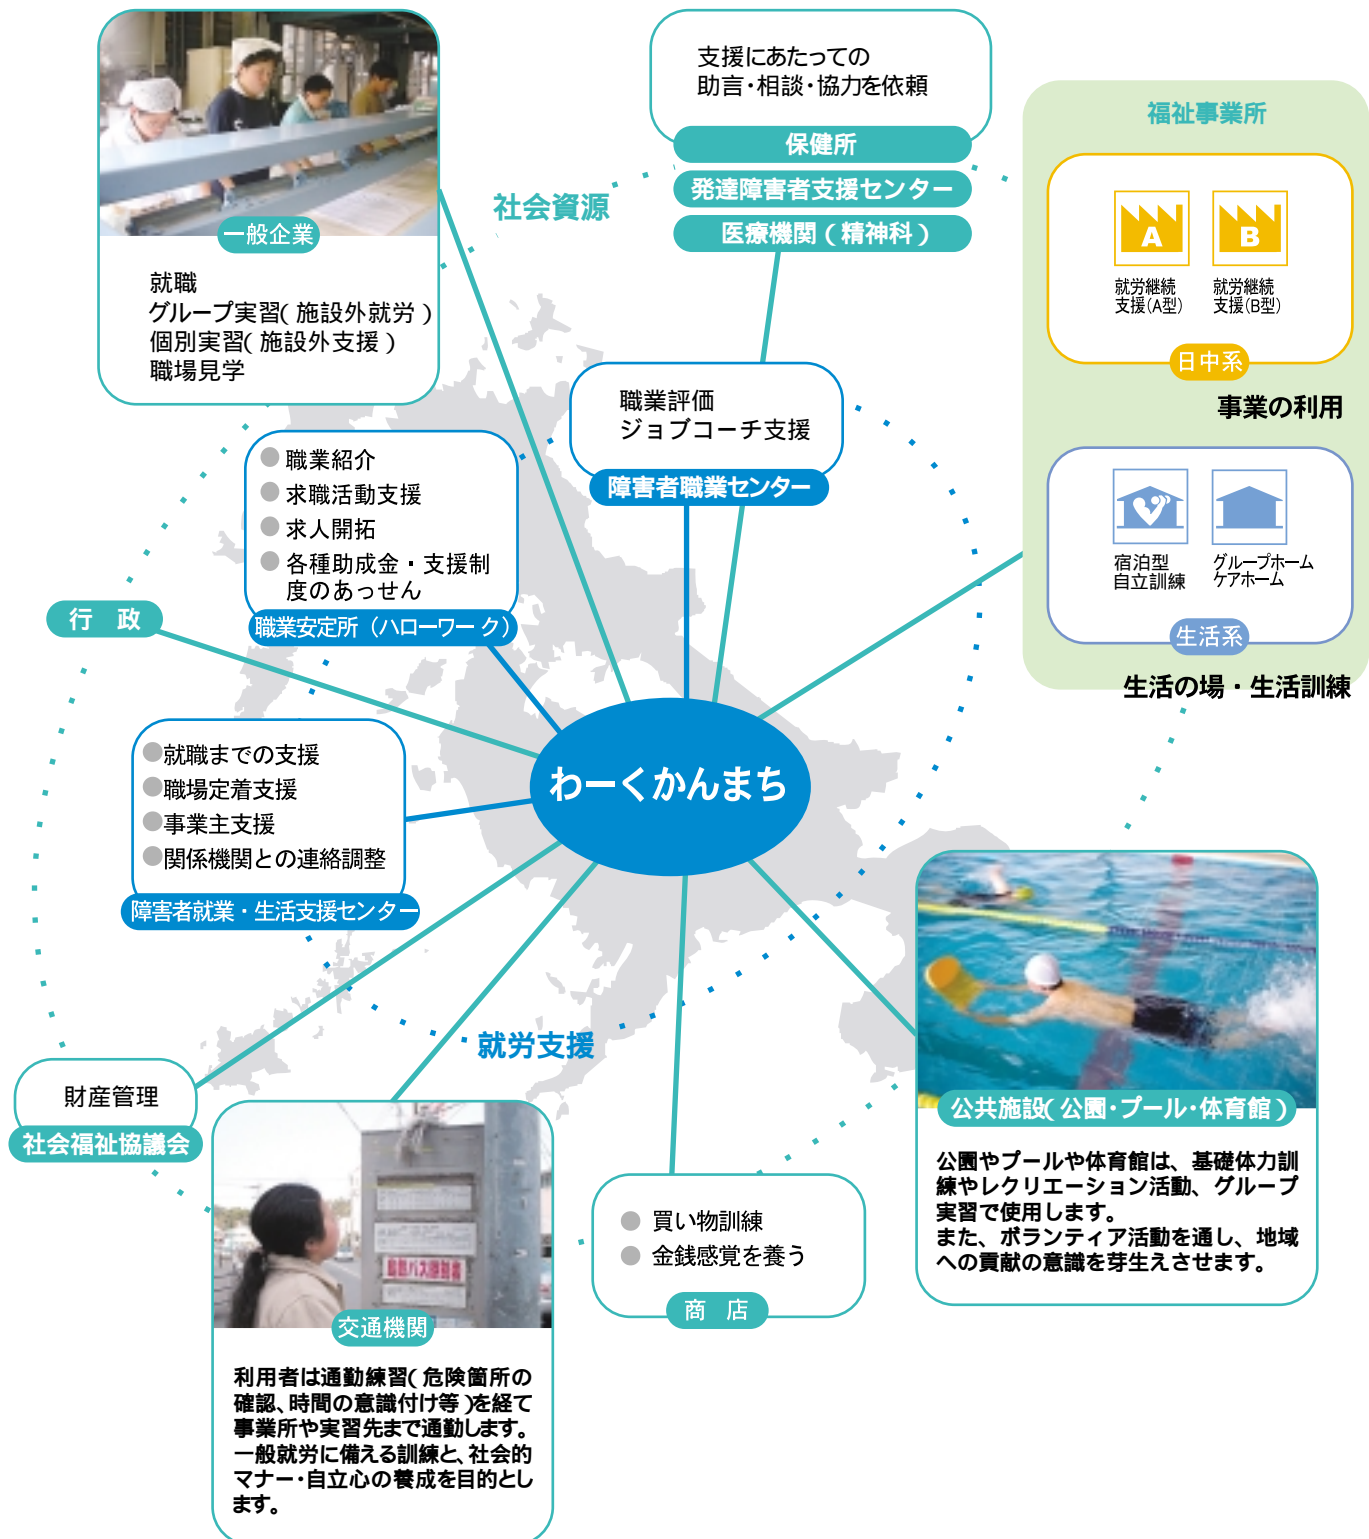 支援にあたっての
助言・相談・協力を依頼
保健所
発達障害者支援センター
医療機関（精神科）
福祉事業所
A
B
就労継続
支援(A型)
就労継続
支援(B型)
日中系
事業の利用
宿泊型
自立訓練
グループホーム
ケアホーム
生活系
生活の場・生活訓練
社会資源
一般企業
就職
グループ実習(施設外就労)
個別実習(施設外支援)
職場見学
職業評価
ジョブコーチ支援
障害者職業センター
職業紹介
求職活動支援
求人開拓
各種助成金・支援制
度のあっせん
職業安定所（ハローワーク）
行 政
わーくかんまち
就職までの支援
職場定着支援
事業主支援
関係機関との連絡調整
障害者就業・生活支援センター
就労支援
財産管理
社会福祉協議会
公共施設(公園・プール・体育館)
公園やプールや体育館は、基礎体力訓
練やレクリエーション活動、グループ
実習で使用します。
また、ボランティア活動を通し、地域
への貢献の意識を芽生えさせます。
買い物訓練
金銭感覚を養う
商 店
交通機関
利用者は通勤練習(危険箇所の
確認、時間の意識付け等)を経て
事業所や実習先まで通勤します。
一般就労に備える訓練と、社会的
マナー・自立心の養成を目的とし
ます。